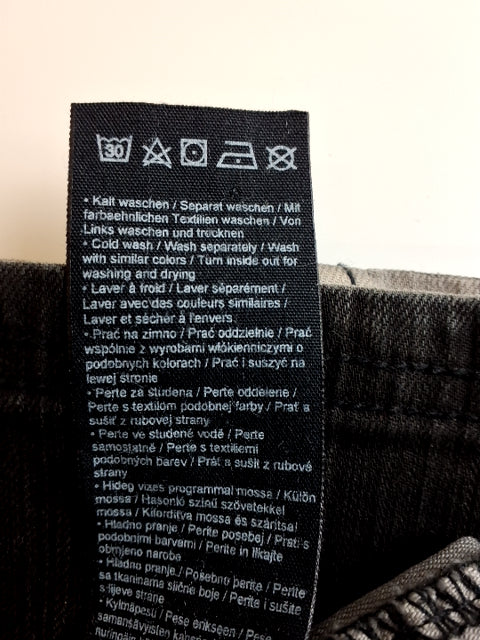 30
• Kalt waschen / Separat waschen / Mit
farbaehnlichen Textilien waschen / Von
Links waschen und trocknen
• Cold wash / Wash separately / Wash
with similar colors / Turn inside out for
washing and drying
• Laver à froid / Laver séparément /
Laver avec des couleurs similaires /
Laver et sécher à l'envers
• Prać na zimno / Prać oddzielnie / Prać
wspólnie z wyrobami włókienniczymi o
podobnych kolorach / Prać i suszyć na
lewej stronie
• Perte za studena / Perte oddelene /
Perte s textilom podobnej farby / Prať a
sušiť z rubovej strany
• Perte ve studené vodě / Perte
samostatně / Perte s textiliemi
podobných barev / Prát a sušit z rubové
strany
• Hideg vizes programmal mossa / Külön
mossa / Hasonló színű szövetekkel
mossa / Kifordítva mossa és szárítsa
• Hladno pranje / Perite posebej / Perite s
podobnimi barvami / Perite in likajte
obrnjeno narobe
• Hladno pranje / Posebno perite / Perite
sa tkaninama slične boje / Perite i sušite
s lijeve strane
• Kylmäpesu / Pese erikseen / Pese
samansävyisten
nurinpäin